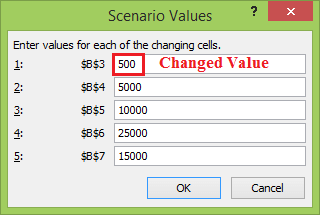 Scenario Values
Enter values for each of the changing cells.
1: $B$3 500 Changed Value
2: $B$4 5000
3: $B$5 10000
4: $B$6 25000
5: $B$7 15000
OK Cancel